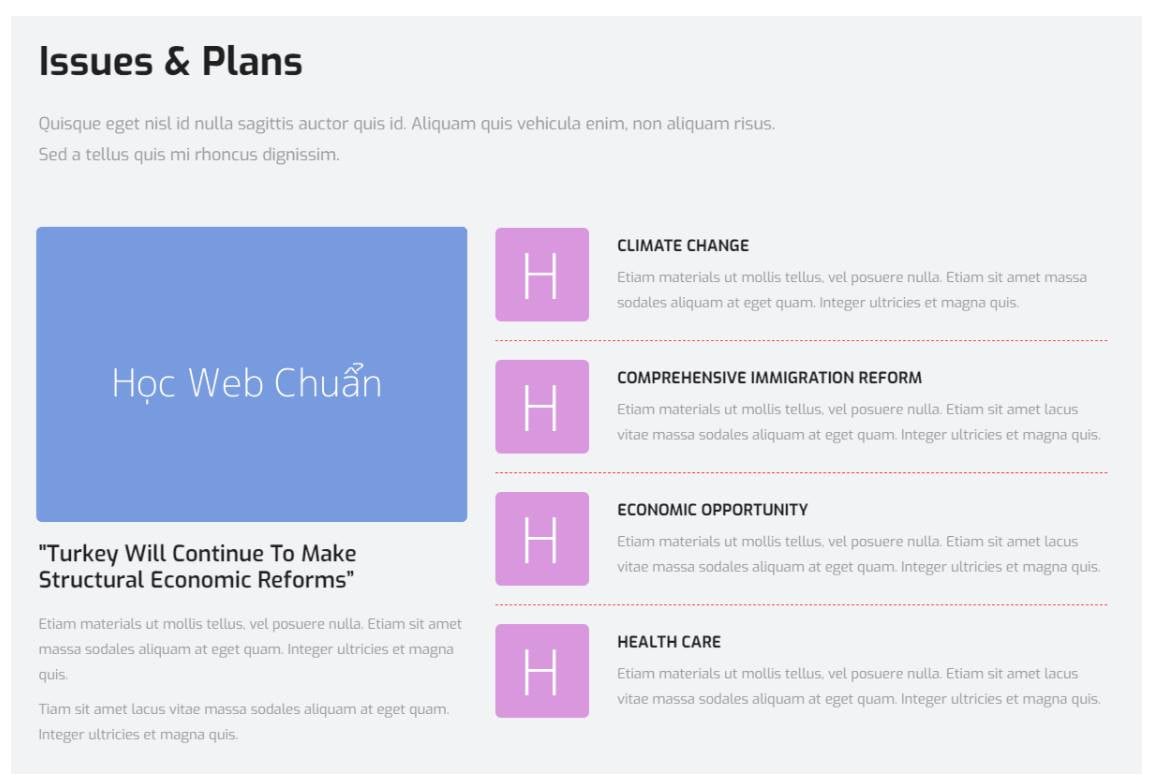 Issues & Plans
Quisque eget nisl id nulla sagittis auctor quis id. Aliquam quis vehicula enim, non aliquam risus.
Sed a tellus quis mi rhoncus dignissim.
Học Web Chuẩn
"Turkey Will Continue To Make
Structural Economic Reforms”
Etiam materials ut mollis tellus, vel posuere nulla. Etiam sit amet
massa sodales aliquam at eget quam. Integer ultricies et magna
quis.
Tiam sit amet lacus vitae massa sodales aliquam at eget quam.
Integer ultricies et magna quis.
H
CLIMATE CHANGE
Etiam materials ut mollis tellus, vel posuere nulla. Etiam sit amet massa
sodales aliquam at eget quam. Integer ultricies et magna quis.
H
COMPREHENSIVE IMMIGRATION REFORM
Etiam materials ut mollis tellus, vel posuere nulla. Etiam sit amet lacus
vitae massa sodales aliquam at eget quam. Integer ultricies et magna quis.
H
ECONOMIC OPPORTUNITY
Etiam materials ut mollis tellus, vel posuere nulla. Etiam sit amet lacus
vitae massa sodales aliquam at eget quam. Integer ultricies et magna quis.
H
HEALTH CARE
Etiam materials ut mollis tellus, vel posuere nulla. Etiam sit amet lacus
vitae massa sodales aliquam at eget quam. Integer ultricies et magna quis.